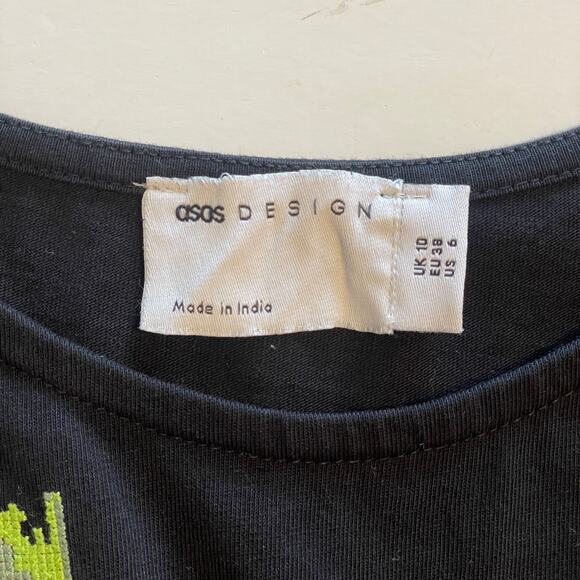 asos DESIGN
Made in India
UK 10
EU 38
US 6